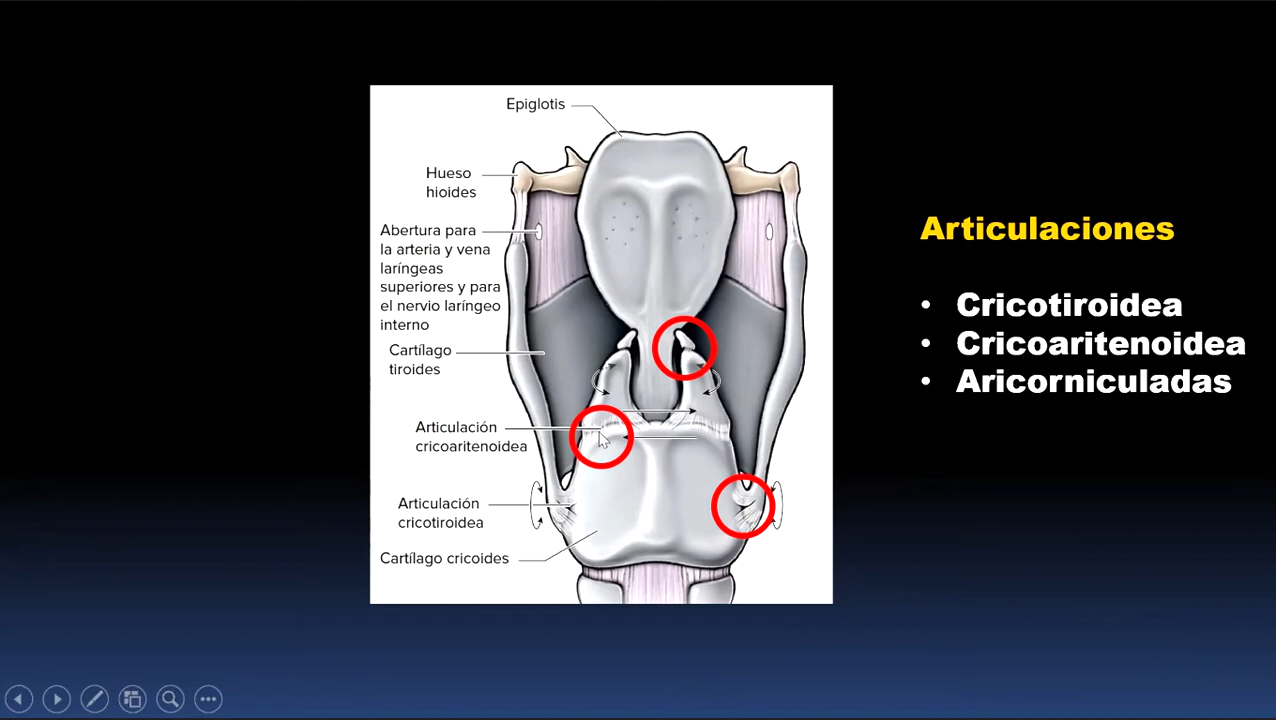 Epiglotis
Hueso
hioides
Abertura para
la arteria y vena
laríngeas
superiores y para
el nervio laríngeo
interno
Cartílago
tiroides
Articulación
cricoaritenoidea
Articulación
cricotiroidea
Cartílago cricoides
Articulaciones
• Cricotiroidea
• Cricoaritenoidea
• Aricorniculadas